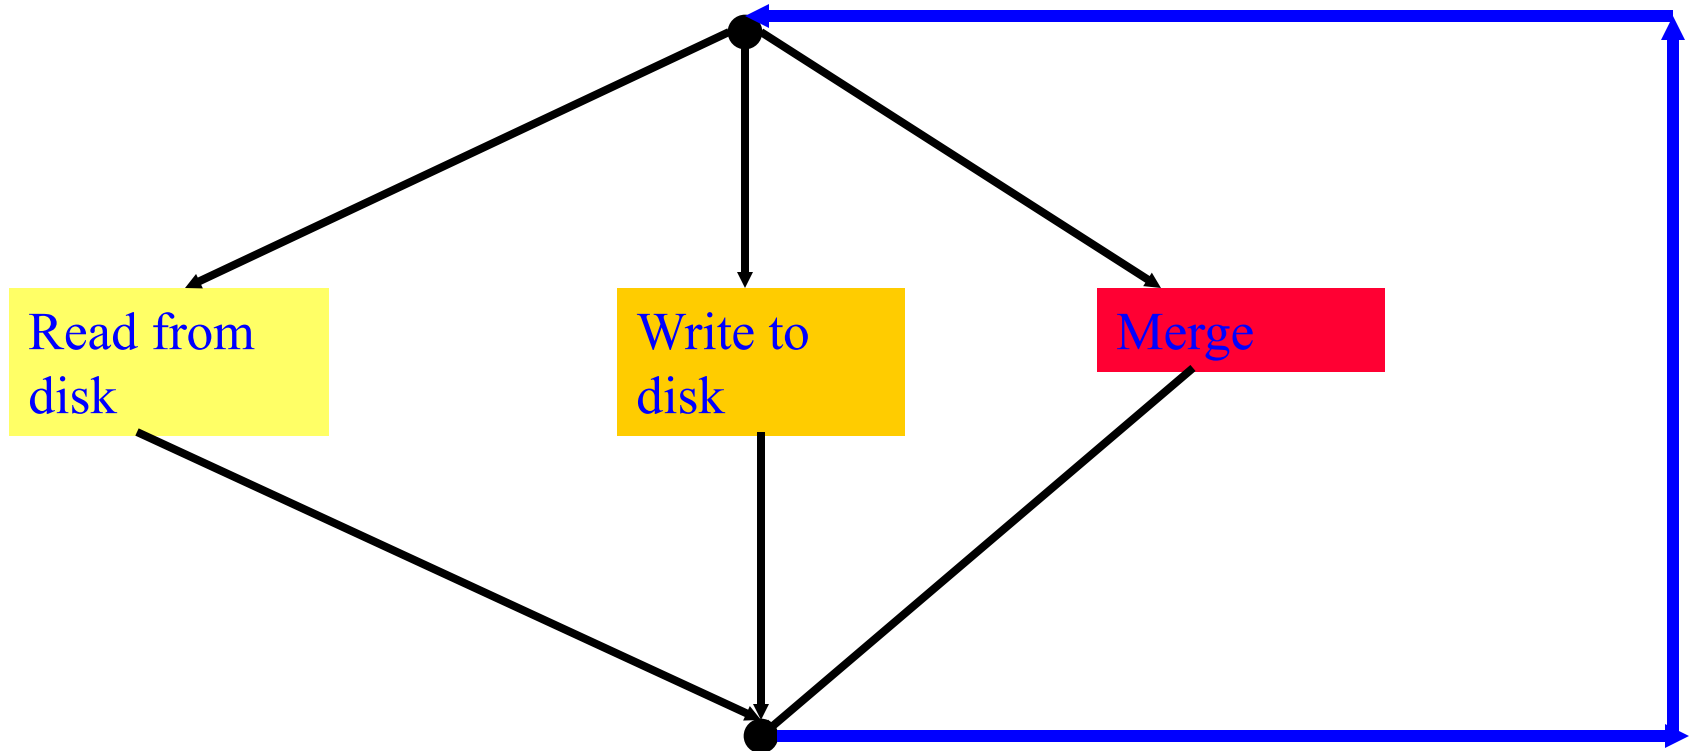 Read from
disk
Write to
disk
Merge